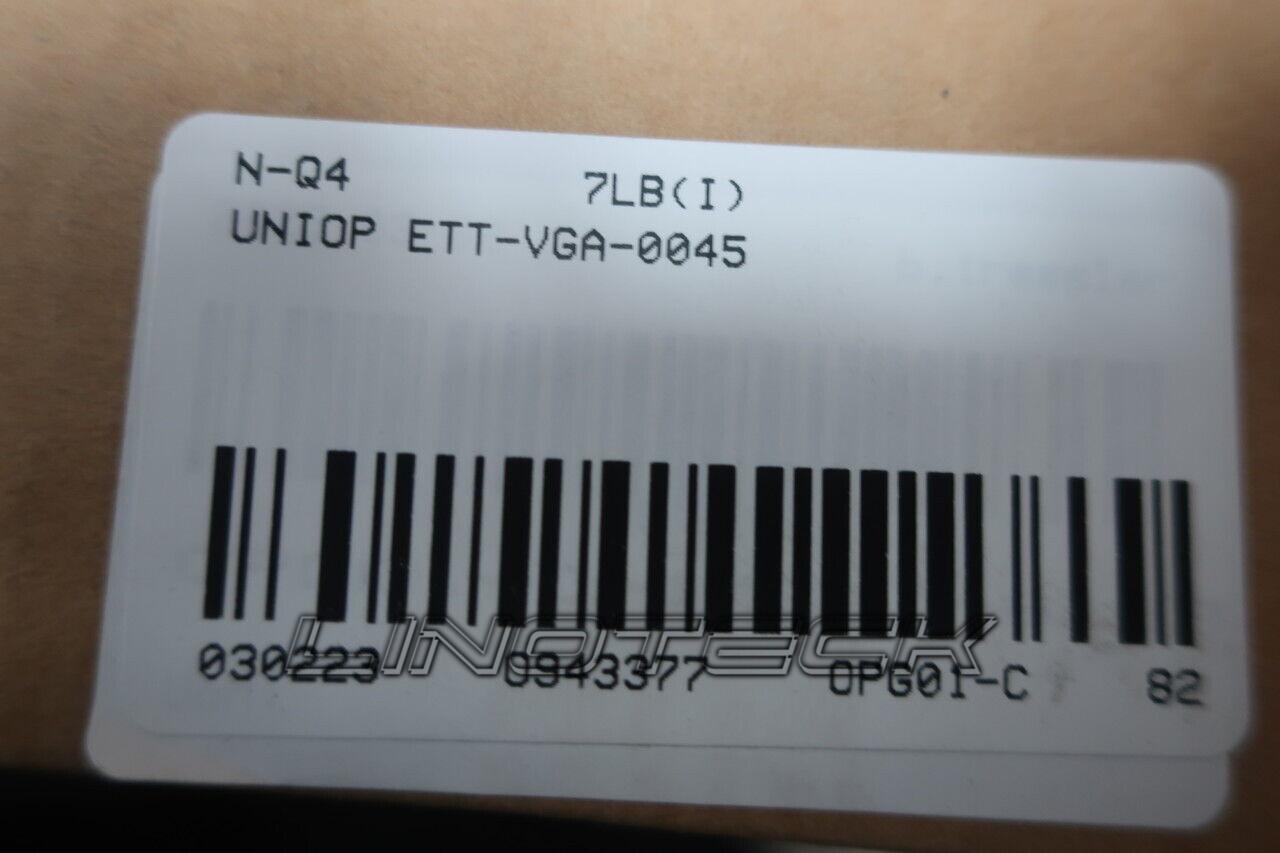 N-Q4 7LB(I)
UNIOP ETT-VGA-0045
LINOTECK
030223 0943377 OPG01-C 82